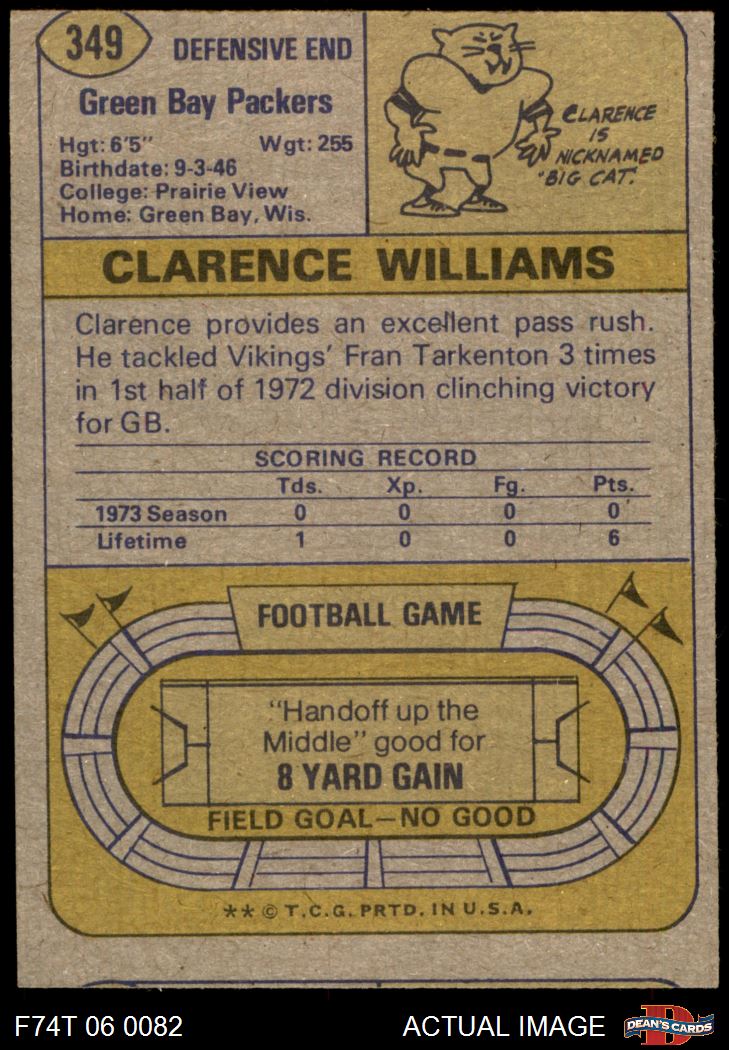 349
DEFENSIVE END
Green Bay Packers
Hgt: 6'5" Wgt: 255
Birthdate: 9-3-46
College: Prairie View
Home: Green Bay, Wis.
CLARENCE
IS
NICKNAMED
"BIG CAT."
CLARENCE WILLIAMS
Clarence provides an excellent pass rush.
He tackled Vikings' Fran Tarkenton 3 times
in 1st half of 1972 division clinching victory
for GB.
SCORING RECORD
Tds. Xp. Fg. Pts.
1973 Season 0 0 0 0
Lifetime 1 0 0 6
FOOTBALL GAME
"Handoff up the
Middle" good for
8 YARD GAIN
FIELD GOAL—NO GOOD
** © T.C.G. PRTD. IN U.S.A.
F74T 06 0082 ACTUAL IMAGE
D
DEAN'S CARDS